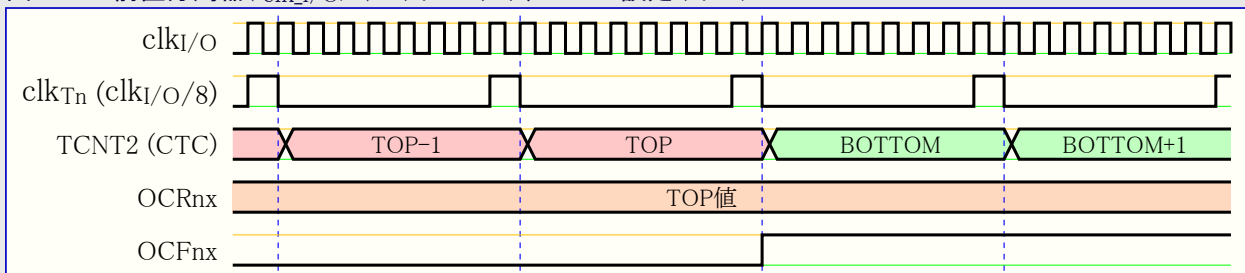 clkI/O
clkTn (clkI/O/8)
TCNT2 (CTC) TOP-1 TOP BOTTOM BOTTOM+1
OCRnx TOP値
OCFnx